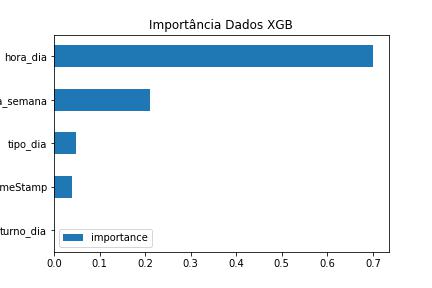 Importância Dados XGB
hora_dia
a_semana
tipo_dia
meStamp
turno_dia
importance
0.0 0.1 0.2 0.3 0.4 0.5 0.6 0.7